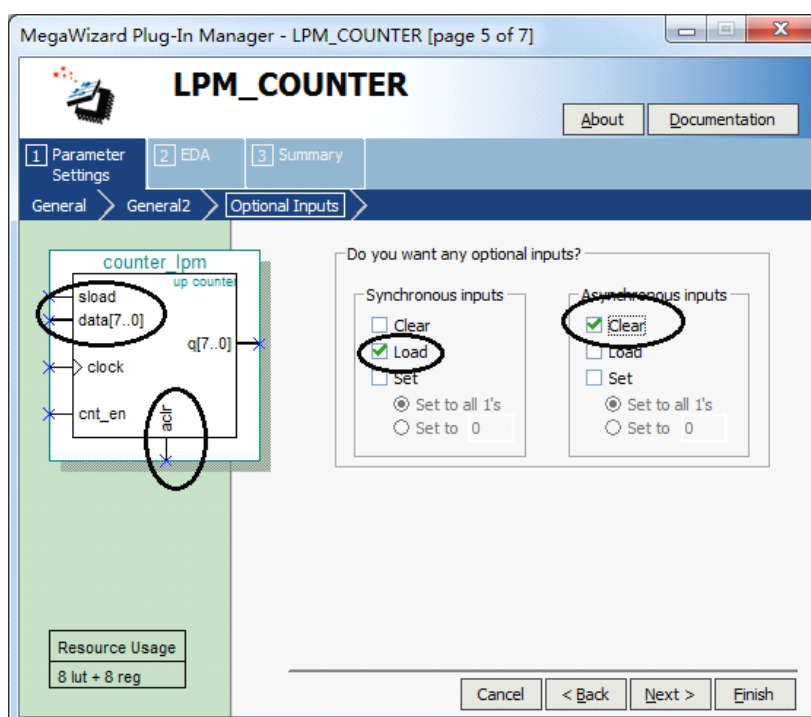 MegaWizard Plug-In Manager - LPM_COUNTER [page 5 of 7]
LPM_COUNTER
About
Documentation
1 Parameter Settings
2 EDA
3 Summary
General
General2
Optional Inputs
counter_lpm
up counter
sload
data[7..0]
q[7..0]
clock
cnt_en
aclr
Do you want any optional inputs?
Synchronous inputs
Clear
Load
Set
Set to all 1's
Set to 0
Asynchronous inputs
Clear
Load
Set
Set to all 1's
Set to 0
Resource Usage
8 lut + 8 reg
Cancel
< Back
Next >
Finish